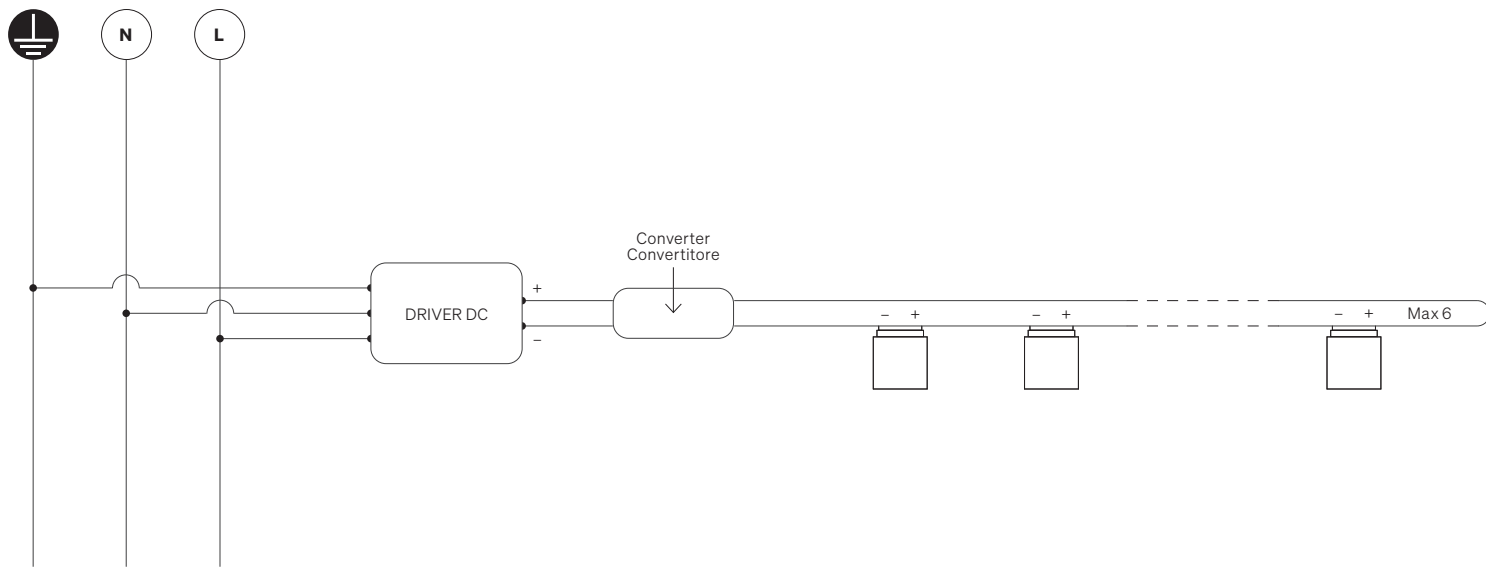 N
L
Converter
Convertitore
DRIVER DC
+
−
− +
− +
− +
Max 6